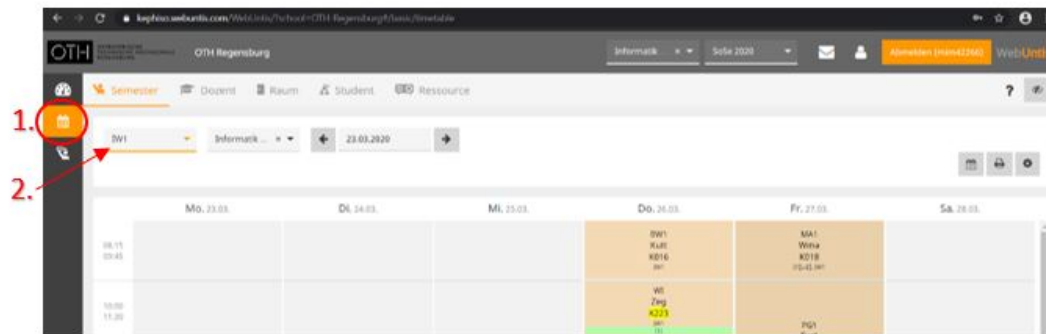 kephiso.webuntis.com/WebUntis/?school=OTH-Regensburg#/basic/timetable
OTH OTH Regensburg Informatik SoSe 2020 WebUntis
Semester Dozent Raum Student Ressource ?
1.
IW1 Informatik ... 23.03.2020
2.
Mo. 23.03. Di. 24.03. Mi. 25.03. Do. 26.03. Fr. 27.03. Sa. 28.03.
08:15
09:45
Kutt
K016
MA1
Wima
K018
10:00
11:30
WI
Zeg
K223
PG1